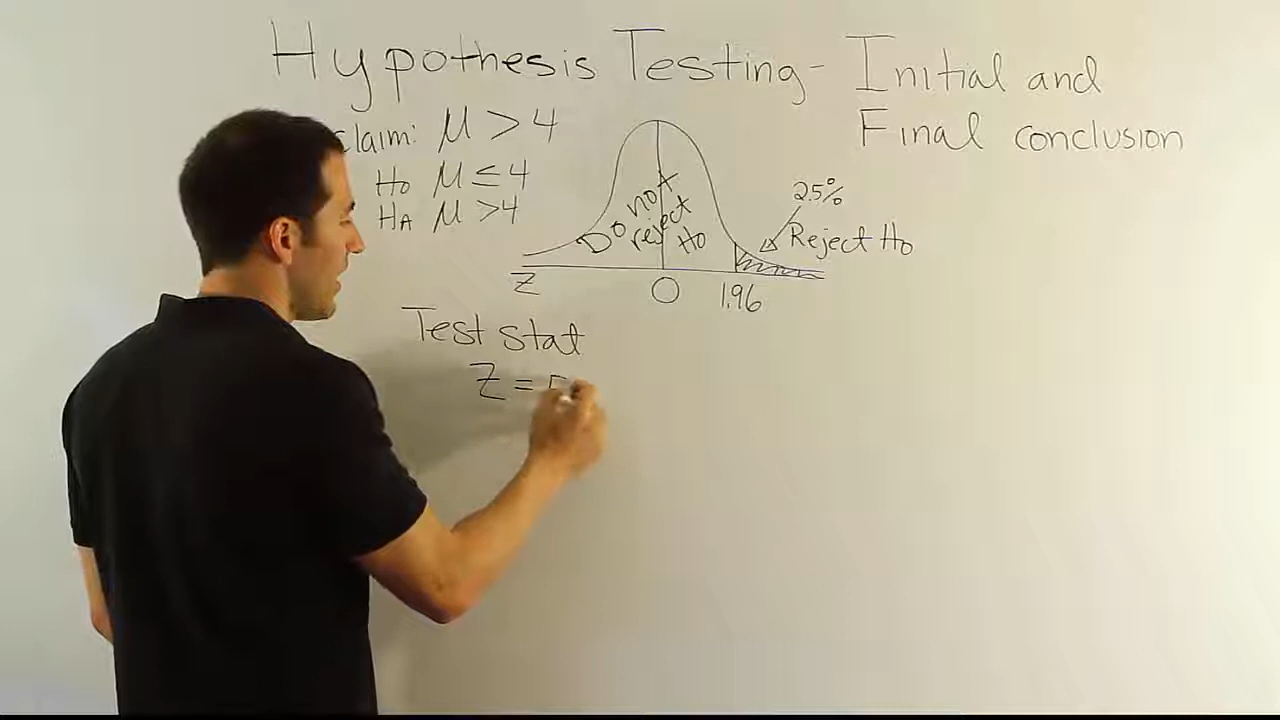 Hypothesis Testing - Initial and
Final conclusion
claim: μ > 4
Ho μ ≤ 4
HA μ > 4
Do not
reject
Ho
2.5%
Reject Ho
Z 0 1.96
Test stat
Z =